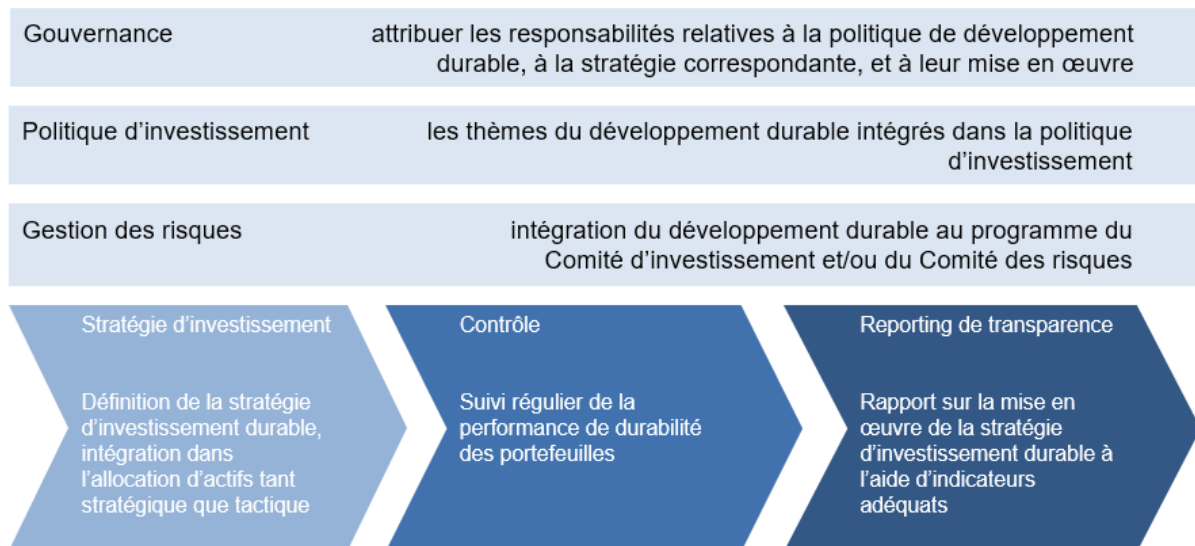 Gouvernance
attribuer les responsabilités relatives à la politique de développement
durable, à la stratégie correspondante, et à leur mise en œuvre
Politique d’investissement
les thèmes du développement durable intégrés dans la politique
d’investissement
Gestion des risques
intégration du développement durable au programme du
Comité d’investissement et/ou du Comité des risques
Stratégie d’investissement
Définition de la stratégie
d’investissement durable,
intégration dans
l’allocation d’actifs tant
stratégique que tactique
Contrôle
Suivi régulier de la
performance de durabilité
des portefeuilles
Reporting de transparence
Rapport sur la mise en
œuvre de la stratégie
d’investissement durable à
l’aide d’indicateurs
adéquats